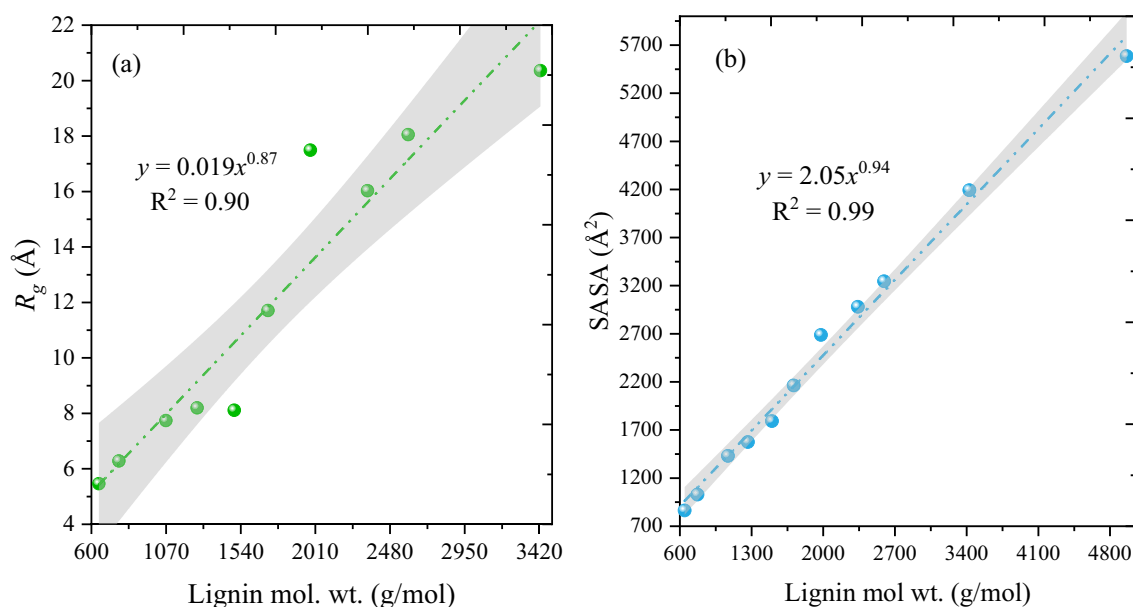 (a)
y = 0.019x^0.87
R^2 = 0.90
R_g (Å)
22
20
18
16
14
12
10
8
6
4
600 1070 1540 2010 2480 2950 3420
Lignin mol. wt. (g/mol)
(b)
y = 2.05x^0.94
R^2 = 0.99
SASA (Å^2)
5700
5200
4700
4200
3700
3200
2700
2200
1700
1200
700
600 1300 2000 2700 3400 4100 4800
Lignin mol wt. (g/mol)